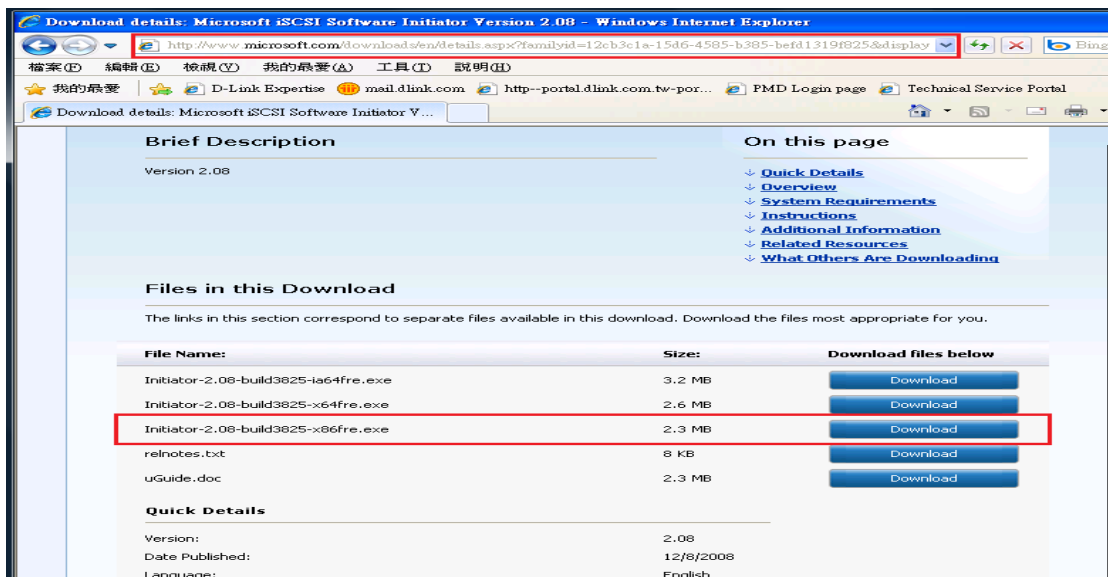 Download details: Microsoft iSCSI Software Initiator Version 2.08 - Windows Internet Explorer
http://www.microsoft.com/downloads/en/details.aspx?familyid=12cb3c1a-15d6-4585-b385-befd1319f825&display Bing
檔案(F) 編輯(E) 檢視(V) 我的最愛(A) 工具(T) 說明(H)
我的最愛 D-Link Expertise mail.dlink.com http--portal.dlink.com.tw-por... PMD Login page Technical Service Portal
Download details: Microsoft iSCSI Software Initiator V...
Brief Description On this page
Version 2.08
Quick Details
Overview
System Requirements
Instructions
Additional Information
Related Resources
What Others Are Downloading
Files in this Download
The links in this section correspond to separate files available in this download. Download the files most appropriate for you.
File Name: Size: Download files below
Initiator-2.08-build3825-ia64fre.exe 3.2 MB Download
Initiator-2.08-build3825-x64fre.exe 2.6 MB Download
Initiator-2.08-build3825-x86fre.exe 2.3 MB Download
relnotes.txt 8 KB Download
uGuide.doc 2.3 MB Download
Quick Details
Version: 2.08
Date Published: 12/8/2008
Language: English